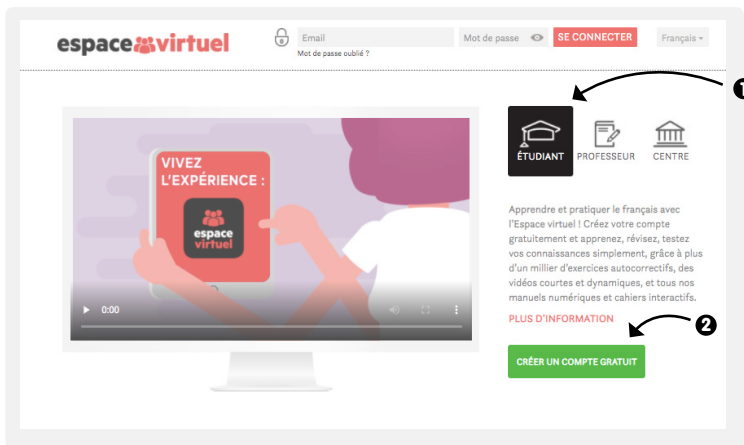 espace virtuel
Email
Mot de passe
SE CONNECTER
Français
Mot de passe oublié ?
1
ÉTUDIANT
PROFESSEUR
CENTRE
VIVEZ
L'EXPÉRIENCE :
espace
virtuel
0:00
Apprendre et pratiquer le français avec
l'Espace virtuel ! Créez votre compte
gratuitement et apprenez, révisez, testez
vos connaissances simplement, grâce à plus
d'un millier d'exercices autocorrectifs, des
vidéos courtes et dynamiques, et tous nos
manuels numériques et cahiers interactifs.
PLUS D'INFORMATION
2
CRÉER UN COMPTE GRATUIT